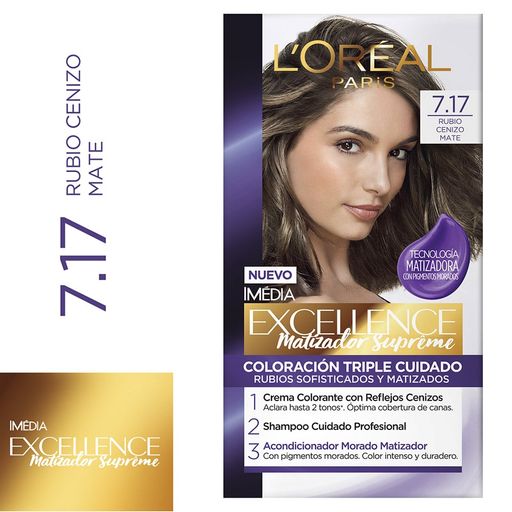 7.17
RUBIO CENIZO
MATE
IMÉDIA
EXCELLENCE
Matizador Suprême
L'ORÉAL
PARIS
7.17
RUBIO
CENIZO
MATE
TECNOLOGÍA
MATIZADORA
CON PIGMENTOS MORADOS
NUEVO
IMÉDIA
EXCELLENCE
Matizador Suprême
COLORACIÓN TRIPLE CUIDADO
RUBIOS SOFISTICADOS Y MATIZADOS
1 Crema Colorante con Reflejos Cenizos
Aclara hasta 2 tonos*. Óptima cobertura de canas.
2 Shampoo Cuidado Profesional
3 Acondicionador Morado Matizador
Con pigmentos morados. Color intenso y duradero.